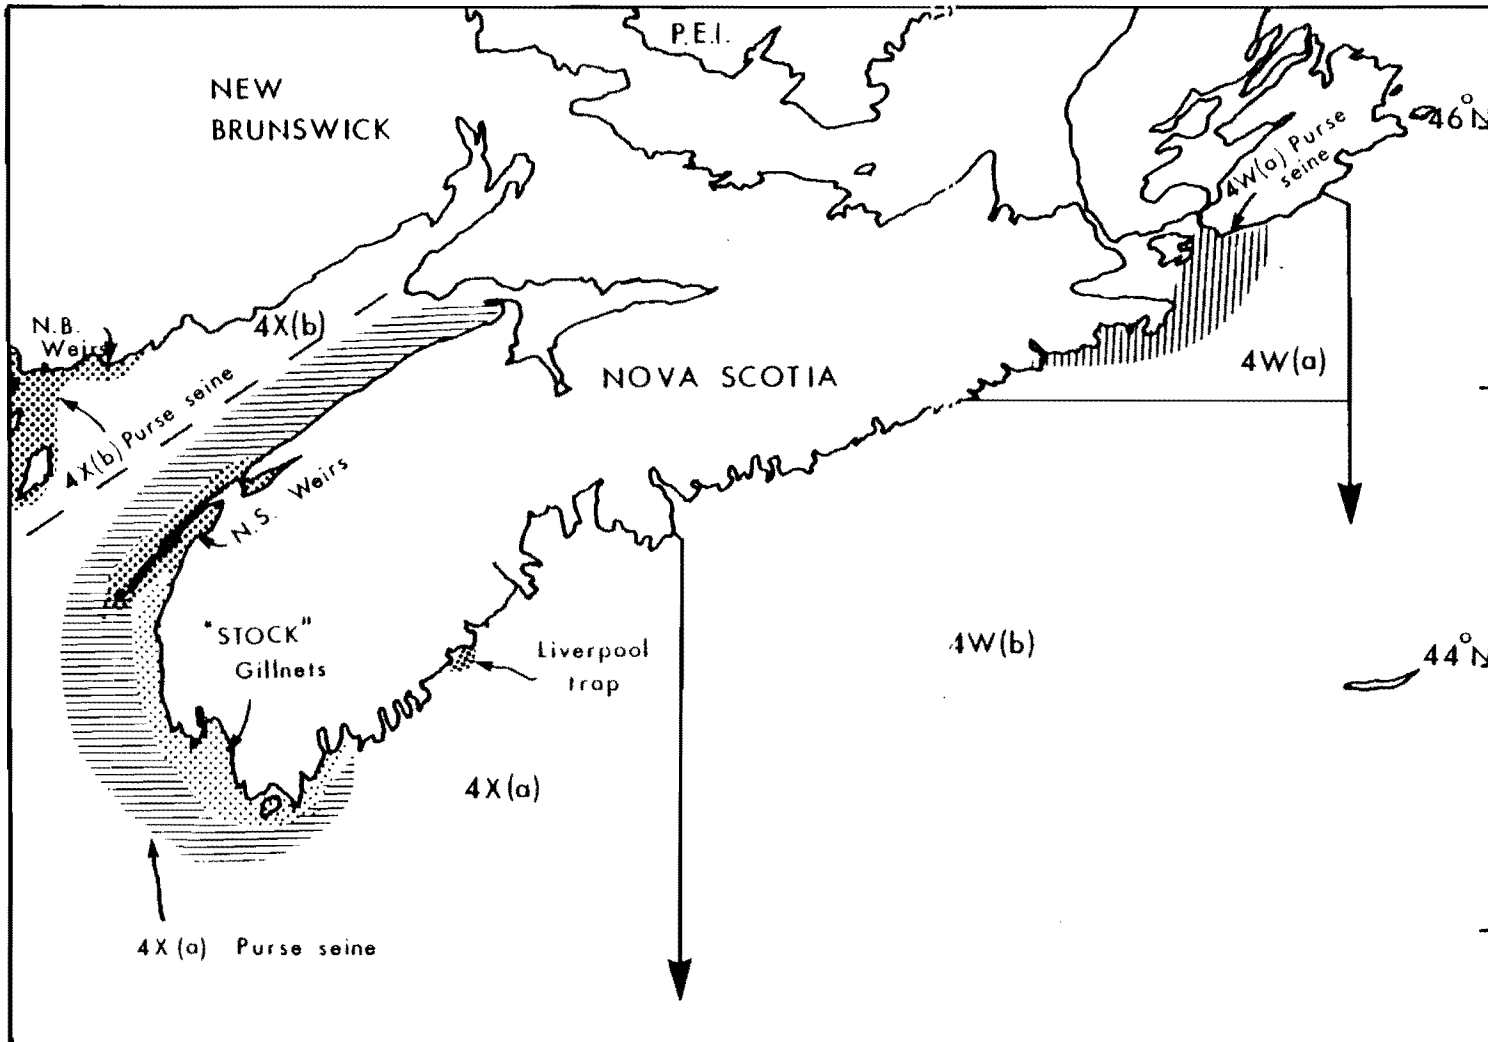 P.E.I.
NEW
BRUNSWICK
46°N
4W(a) Purse
seine
N.B.
Weirs
4X(b)
4X(b) Purse seine
NOVA SCOTIA
4W(a)
N.S. Weirs
"STOCK"
Gillnets
Liverpool
trap
4W(b)
44°N
4X(a)
4X(a) Purse seine